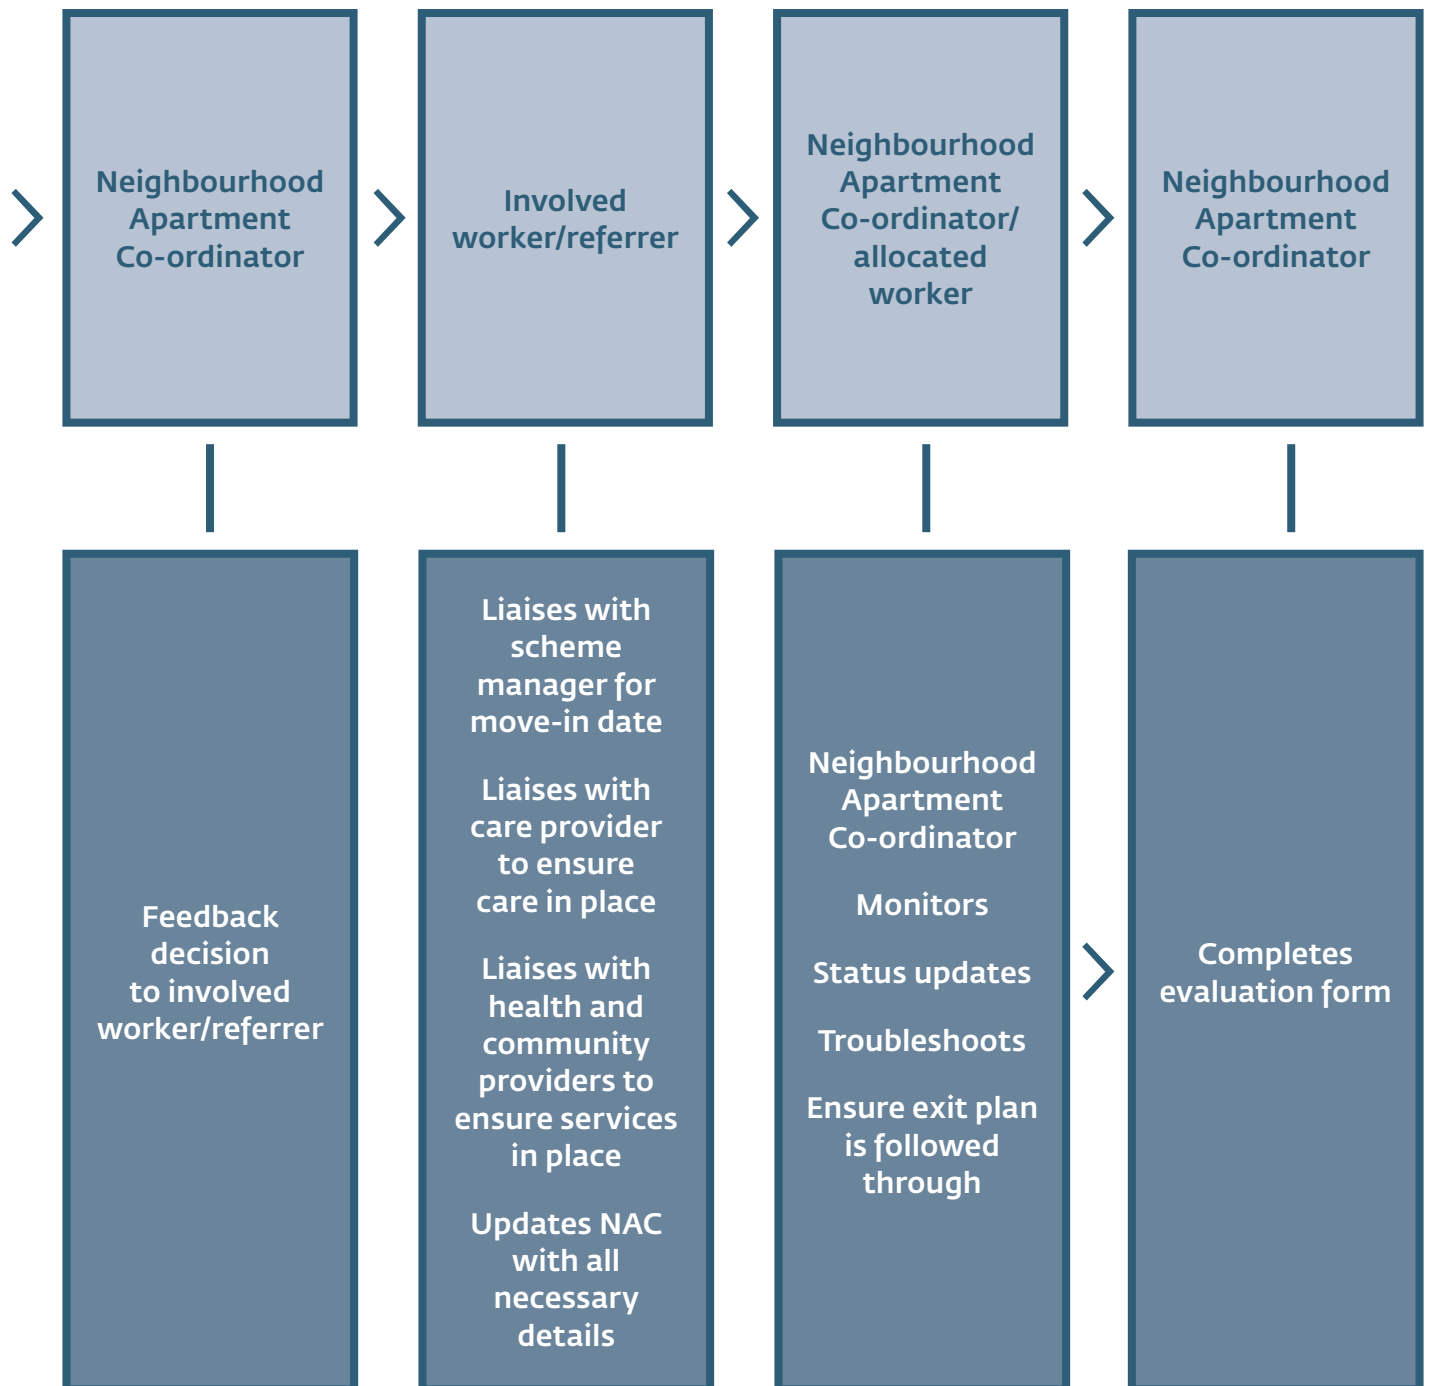 Neighbourhood
Apartment
Co-ordinator
Involved
worker/referrer
Neighbourhood
Apartment
Co-ordinator/
allocated
worker
Neighbourhood
Apartment
Co-ordinator
Feedback
decision
to involved
worker/referrer
Liaises with
scheme
manager for
move-in date
Liaises with
care provider
to ensure
care in place
Liaises with
health and
community
providers to
ensure services
in place
Updates NAC
with all
necessary
details
Neighbourhood
Apartment
Co-ordinator
Monitors
Status updates
Troubleshoots
Ensure exit plan
is followed
through
Completes
evaluation form